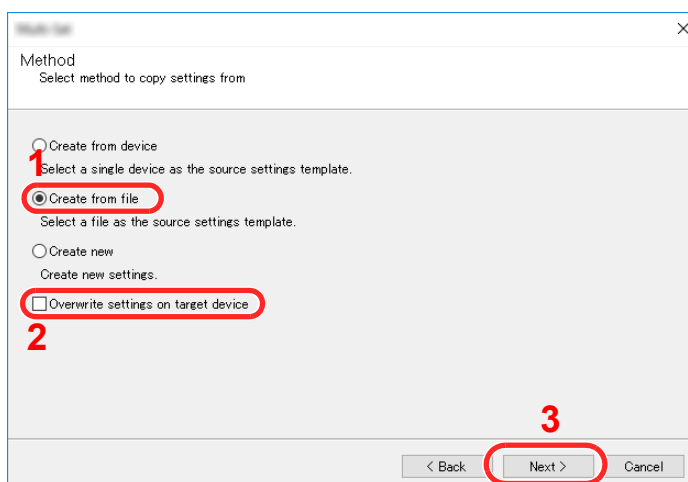 Method
Select method to copy settings from
Create from device
1
Select a single device as the source settings template.
Create from file
Select a file as the source settings template.
Create new
Create new settings.
Overwrite settings on target device
2
3
< Back
Next >
Cancel